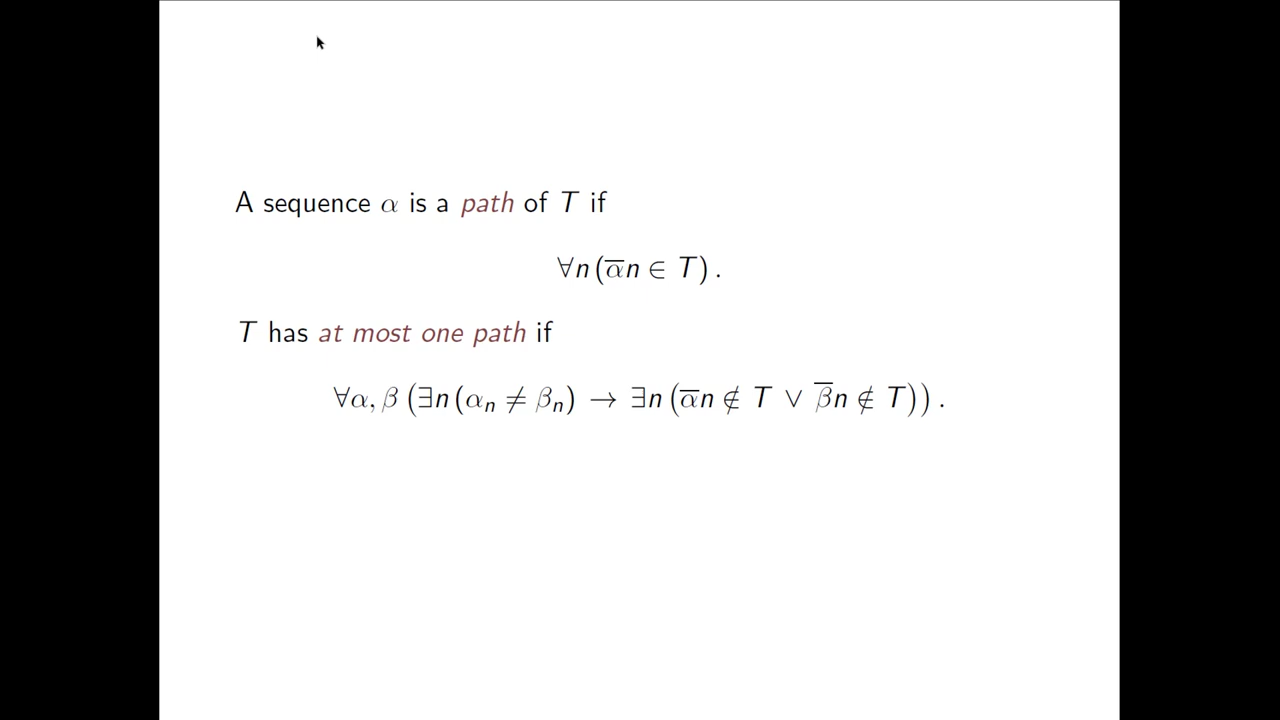 A sequence α is a path of T if
∀n (α̅n ∈ T) .
T has at most one path if
∀α, β (∃n (αₙ ≠ βₙ) → ∃n (α̅n ∉ T ∨ β̅n ∉ T)) .